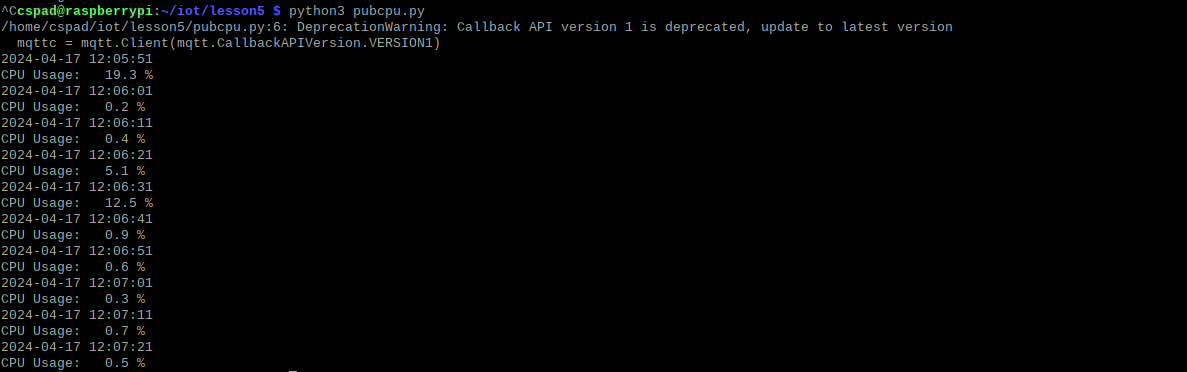 ^Ccspad@raspberrypi:~/iot/lesson5 $ python3 pubcpu.py
/home/cspad/iot/lesson5/pubcpu.py:6: DeprecationWarning: Callback API version 1 is deprecated, update to latest version
  mqttc = mqtt.Client(mqtt.CallbackAPIVersion.VERSION1)
2024-04-17 12:05:51
CPU Usage:   19.3 %
2024-04-17 12:06:01
CPU Usage:   0.2 %
2024-04-17 12:06:11
CPU Usage:   0.4 %
2024-04-17 12:06:21
CPU Usage:   5.1 %
2024-04-17 12:06:31
CPU Usage:   12.5 %
2024-04-17 12:06:41
CPU Usage:   0.9 %
2024-04-17 12:06:51
CPU Usage:   0.6 %
2024-04-17 12:07:01
CPU Usage:   0.3 %
2024-04-17 12:07:11
CPU Usage:   0.7 %
2024-04-17 12:07:21
CPU Usage:   0.5 %